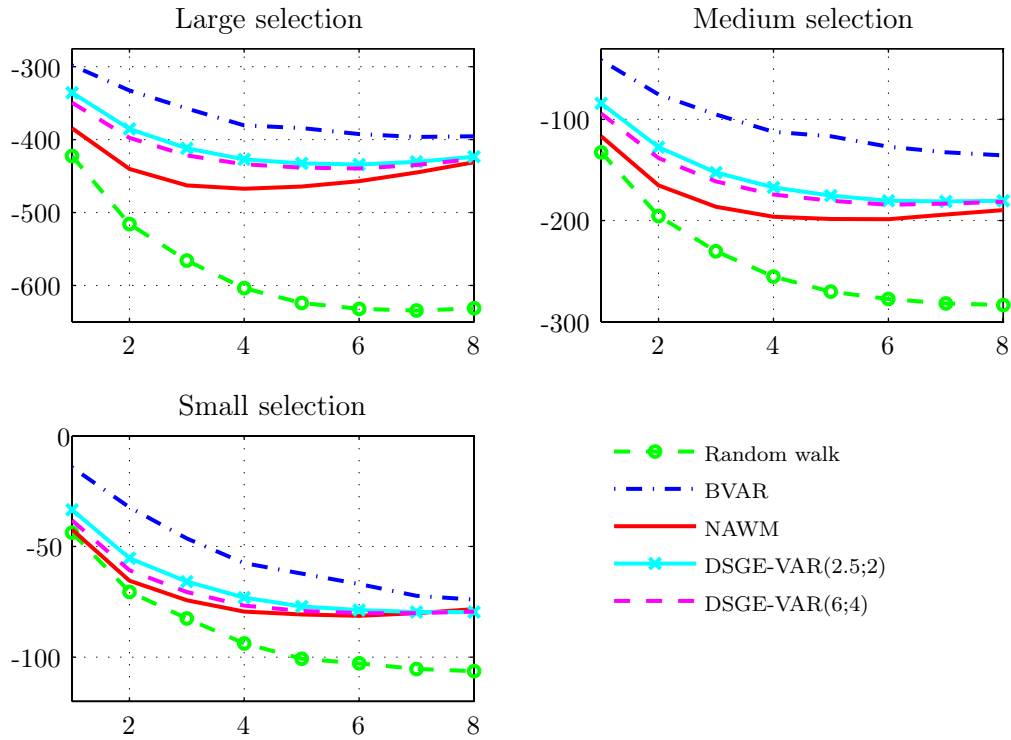 Large selection
-300
-400
-500
-600
2 4 6 8
Medium selection
-100
-200
-300
2 4 6 8
Small selection
0
-50
-100
2 4 6 8
Random walk
BVAR
NAWM
DSGE-VAR(2.5;2)
DSGE-VAR(6;4)